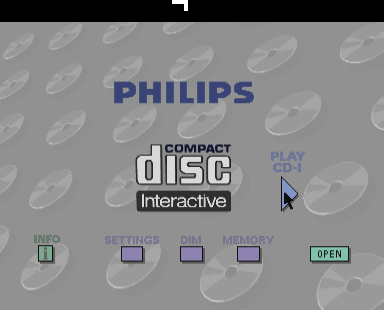 PHILIPS
COMPACT
disc
Interactive
PLAY
CD-I
INFO
i
SETTINGS
DIM
MEMORY
OPEN